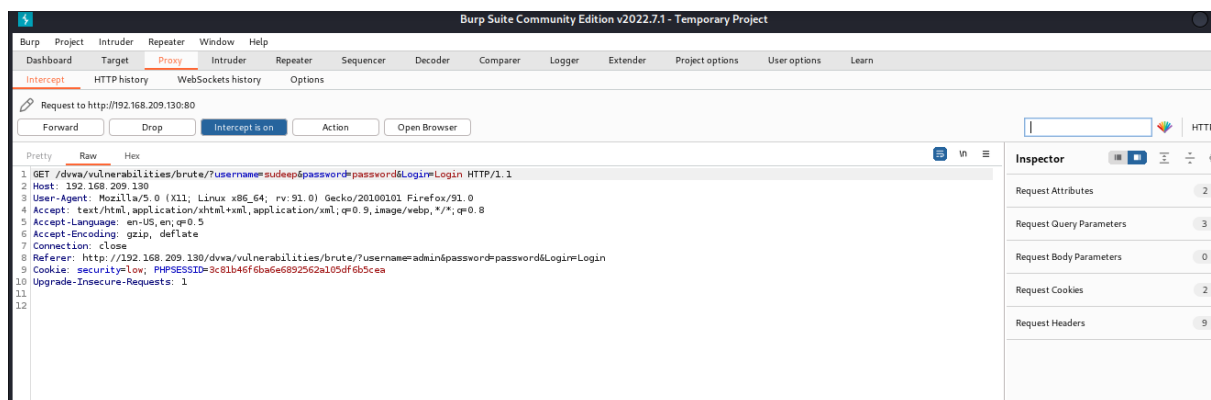 Burp Suite Community Edition v2022.7.1 - Temporary Project
Burp Project Intruder Repeater Window Help
Dashboard Target Proxy Intruder Repeater Sequencer Decoder Comparer Logger Extender Project options User options Learn
Intercept HTTP history WebSockets history Options
Request to http://192.168.209.130:80
Forward Drop Intercept is on Action Open Browser HTTP
Pretty Raw Hex \n
Inspector
1 GET /dvwa/vulnerabilities/brute/?username=sudeep&password=password&Login=Login HTTP/1.1
2 Host: 192.168.209.130
3 User-Agent: Mozilla/5.0 (X11; Linux x86_64; rv:91.0) Gecko/20100101 Firefox/91.0
4 Accept: text/html,application/xhtml+xml,application/xml;q=0.9,image/webp,*/*;q=0.8
5 Accept-Language: en-US,en;q=0.5
6 Accept-Encoding: gzip, deflate
7 Connection: close
8 Referer: http://192.168.209.130/dvwa/vulnerabilities/brute/?username=admin&password=password&Login=Login
9 Cookie: security=low; PHPSESSID=3c81b46f6ba6e6892562a105df6b5cea
10 Upgrade-Insecure-Requests: 1
11
12
Request Attributes 2
Request Query Parameters 3
Request Body Parameters 0
Request Cookies 2
Request Headers 9